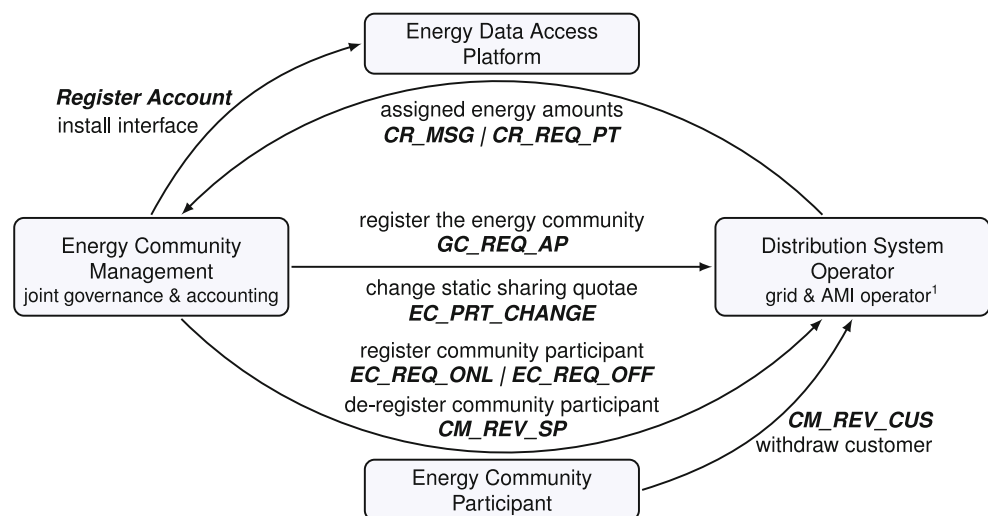 Energy Data Access
Platform
Register Account
install interface
assigned energy amounts
CR_MSG | CR_REQ_PT
Energy Community
Management
joint governance & accounting
register the energy community
GC_REQ_AP
change static sharing quotae
EC_PRT_CHANGE
Distribution System
Operator
grid & AMI operator¹
register community participant
EC_REQ_ONL | EC_REQ_OFF
de-register community participant
CM_REV_SP
CM_REV_CUS
withdraw customer
Energy Community
Participant